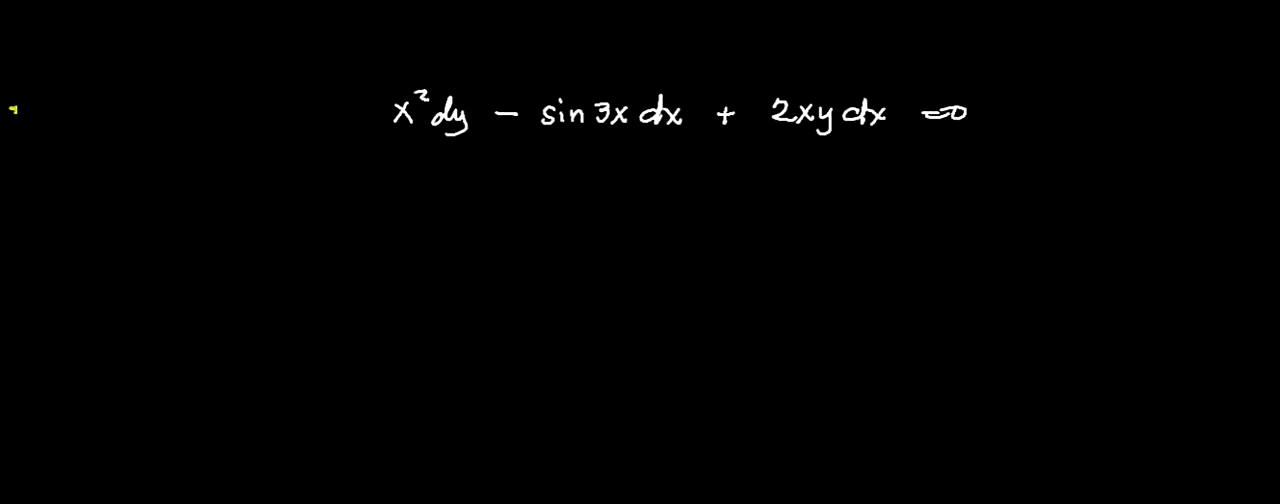 x²dy − sin 3x dx + 2xy dx = 0